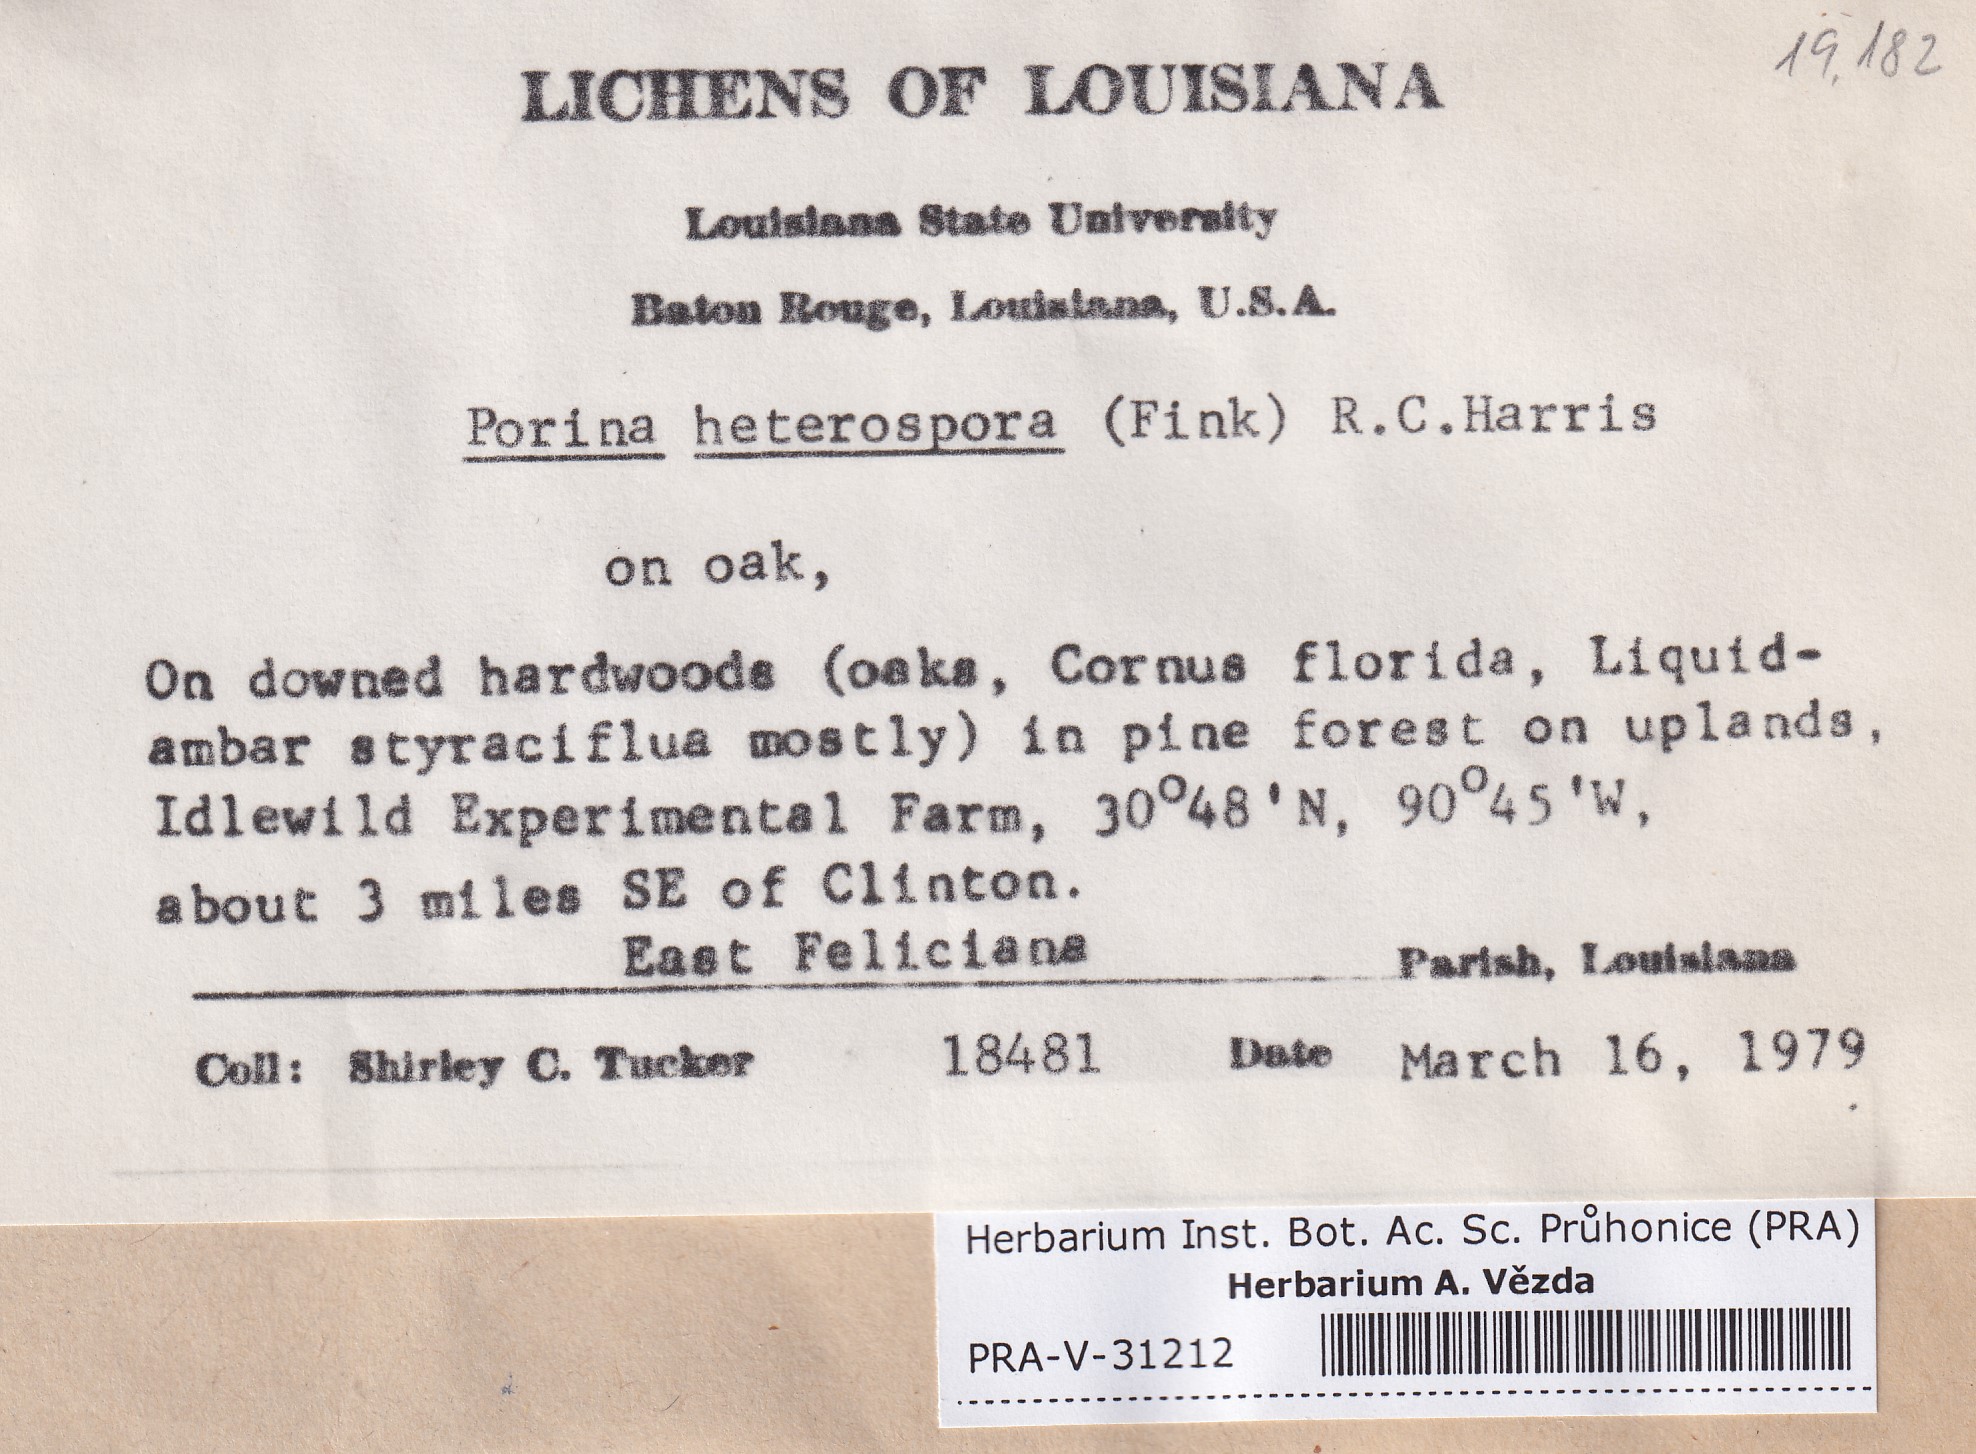 19,182
LICHENS OF LOUISIANA
Louisiana State University
Baton Rouge, Louisiana, U.S.A.
Porina heterospora (Fink) R.C.Harris
on oak,
On downed hardwoods (oaks, Cornus florida, Liquid-
ambar styraciflua mostly) in pine forest on uplands,
Idlewild Experimental Farm, 30°48'N, 90°45'W,
about 3 miles SE of Clinton.
East Feliciana Parish, Louisiana
Coll: Shirley C. Tucker 18481 Date March 16, 1979
Herbarium Inst. Bot. Ac. Sc. Průhonice (PRA)
Herbarium A. Vězda
PRA-V-31212